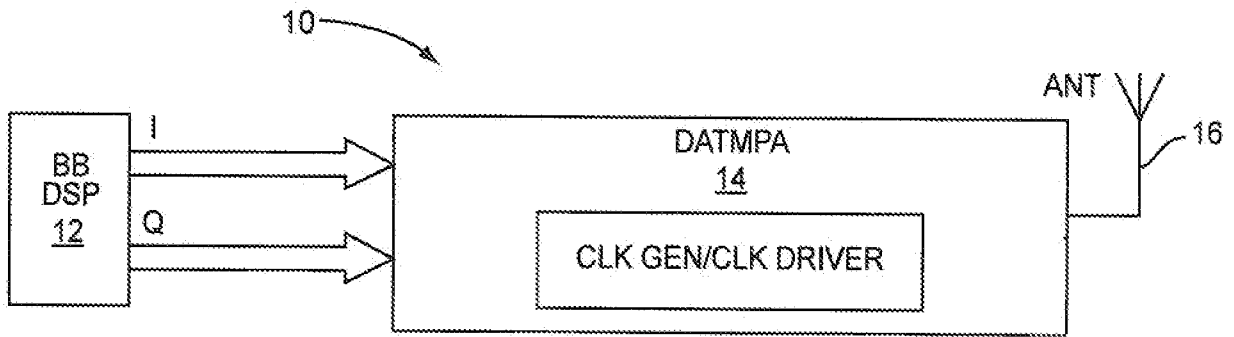 10
ANT
I
BB
DSP
12
Q
DATMPA
14
16
CLK GEN/CLK DRIVER